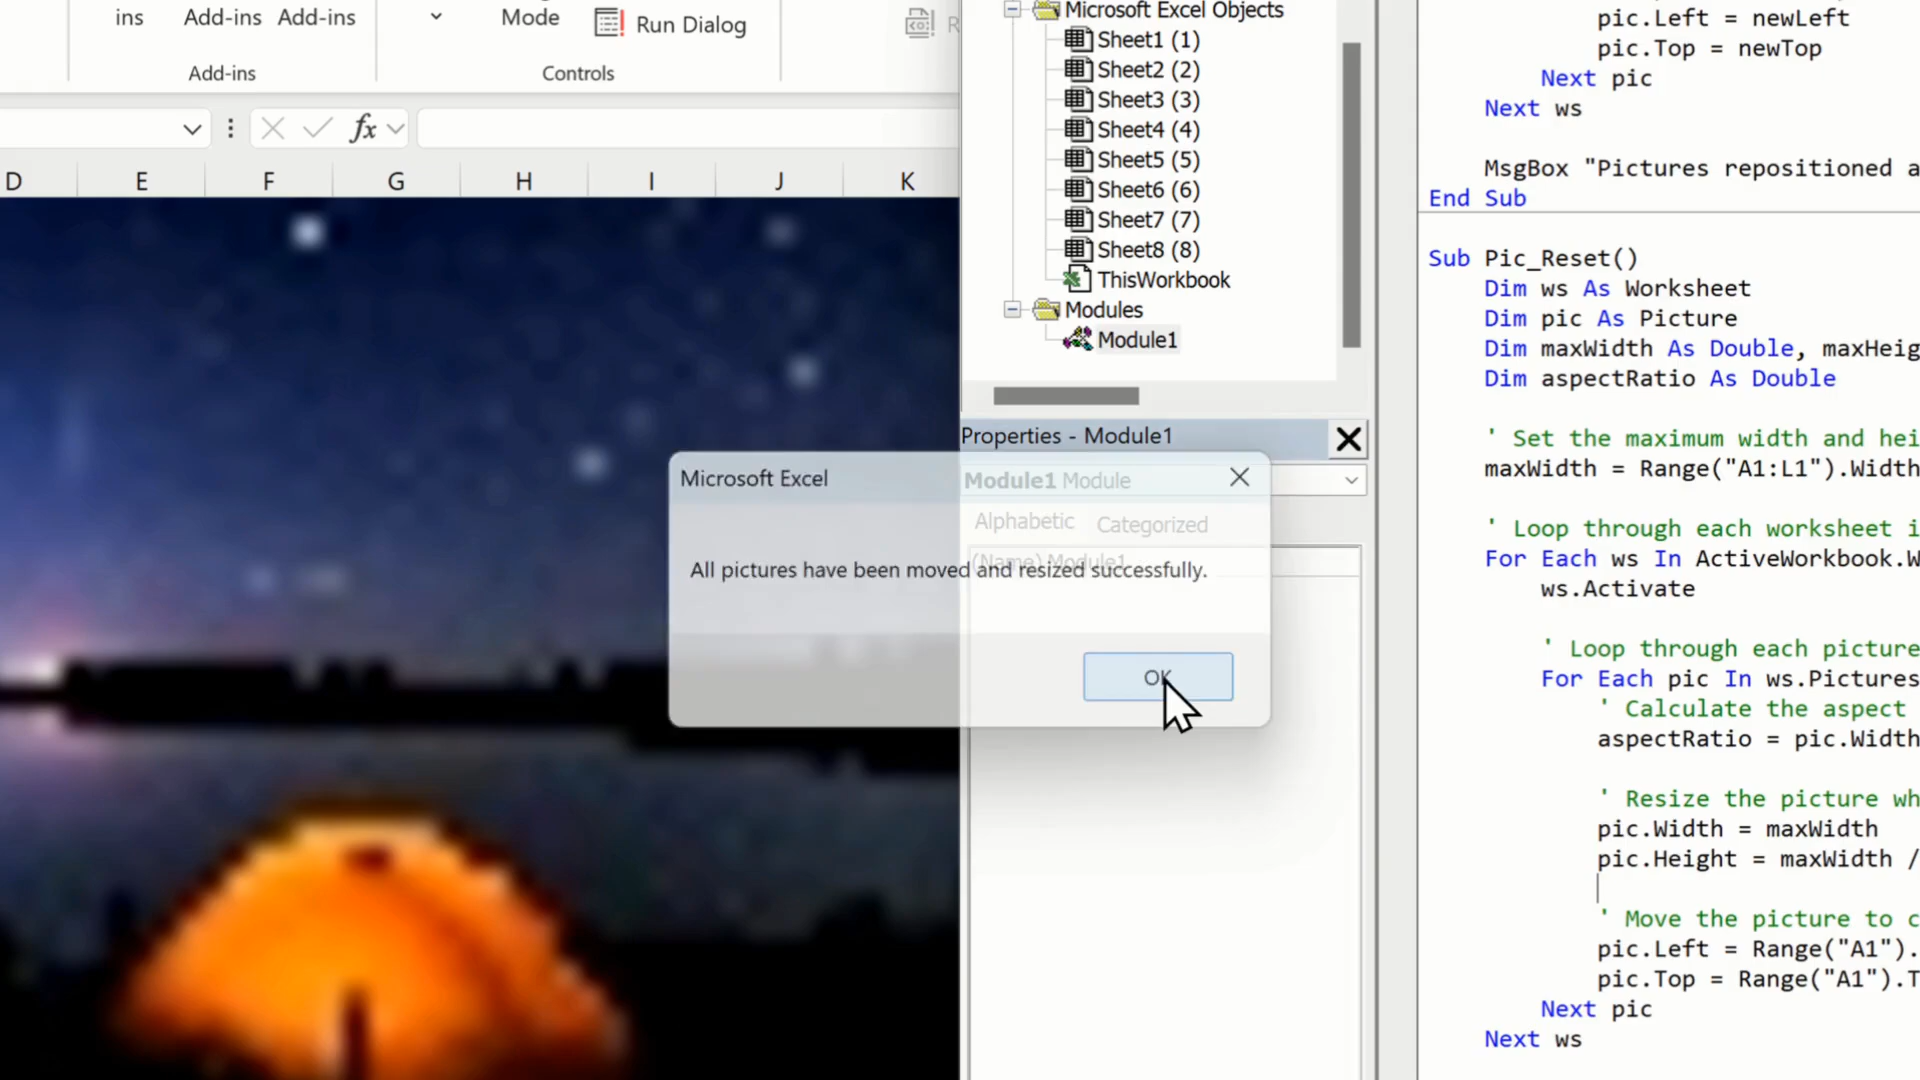 ins
Add-ins Add-ins
Add-ins
Mode
Run Dialog
Controls
fx
D E F G H I J K
Microsoft Excel Objects
Sheet1 (1)
Sheet2 (2)
Sheet3 (3)
Sheet4 (4)
Sheet5 (5)
Sheet6 (6)
Sheet7 (7)
Sheet8 (8)
ThisWorkbook
Modules
Module1
Properties - Module1
Module1 Module
Alphabetic Categorized
(Name) Module1
Microsoft Excel
All pictures have been moved and resized successfully.
OK
pic.Left = newLeft
pic.Top = newTop
Next pic
Next ws
MsgBox "Pictures repositioned a
End Sub
Sub Pic_Reset()
Dim ws As Worksheet
Dim pic As Picture
Dim maxWidth As Double, maxHeig
Dim aspectRatio As Double
' Set the maximum width and hei
maxWidth = Range("A1:L1").Width
' Loop through each worksheet i
For Each ws In ActiveWorkbook.W
ws.Activate
' Loop through each picture
For Each pic In ws.Pictures
' Calculate the aspect
aspectRatio = pic.Width
' Resize the picture wh
pic.Width = maxWidth
pic.Height = maxWidth /
' Move the picture to c
pic.Left = Range("A1").
pic.Top = Range("A1").T
Next pic
Next ws